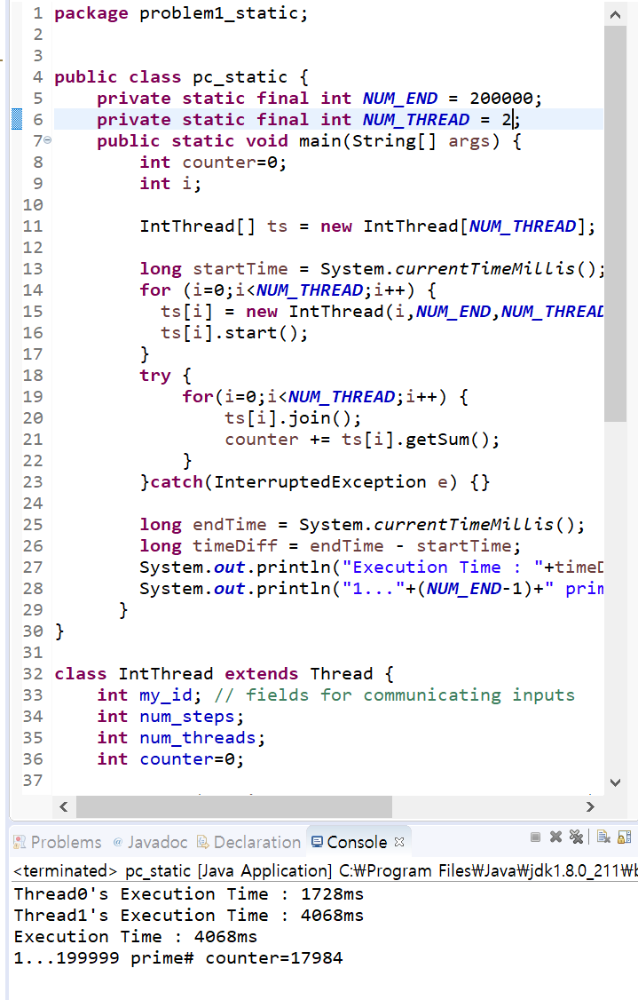 1 package problem1_static;
2
3
4 public class pc_static {
5     private static final int NUM_END = 200000;
6     private static final int NUM_THREAD = 2;
7     public static void main(String[] args) {
8         int counter=0;
9         int i;
10
11         IntThread[] ts = new IntThread[NUM_THREAD];
12
13         long startTime = System.currentTimeMillis();
14         for (i=0;i<NUM_THREAD;i++) {
15           ts[i] = new IntThread(i,NUM_END,NUM_THREAD
16           ts[i].start();
17         }
18         try {
19             for(i=0;i<NUM_THREAD;i++) {
20                 ts[i].join();
21                 counter += ts[i].getSum();
22             }
23         }catch(InterruptedException e) {}
24
25         long endTime = System.currentTimeMillis();
26         long timeDiff = endTime - startTime;
27         System.out.println("Execution Time : "+timeD
28         System.out.println("1..."+(NUM_END-1)+" prim
29       }
30 }
31
32 class IntThread extends Thread {
33     int my_id; // fields for communicating inputs
34     int num_steps;
35     int num_threads;
36     int counter=0;
37
Problems @ Javadoc Declaration Console
<terminated> pc_static [Java Application] C:₩Program Files₩Java₩jdk1.8.0_211₩b
Thread0's Execution Time : 1728ms
Thread1's Execution Time : 4068ms
Execution Time : 4068ms
1...199999 prime# counter=17984